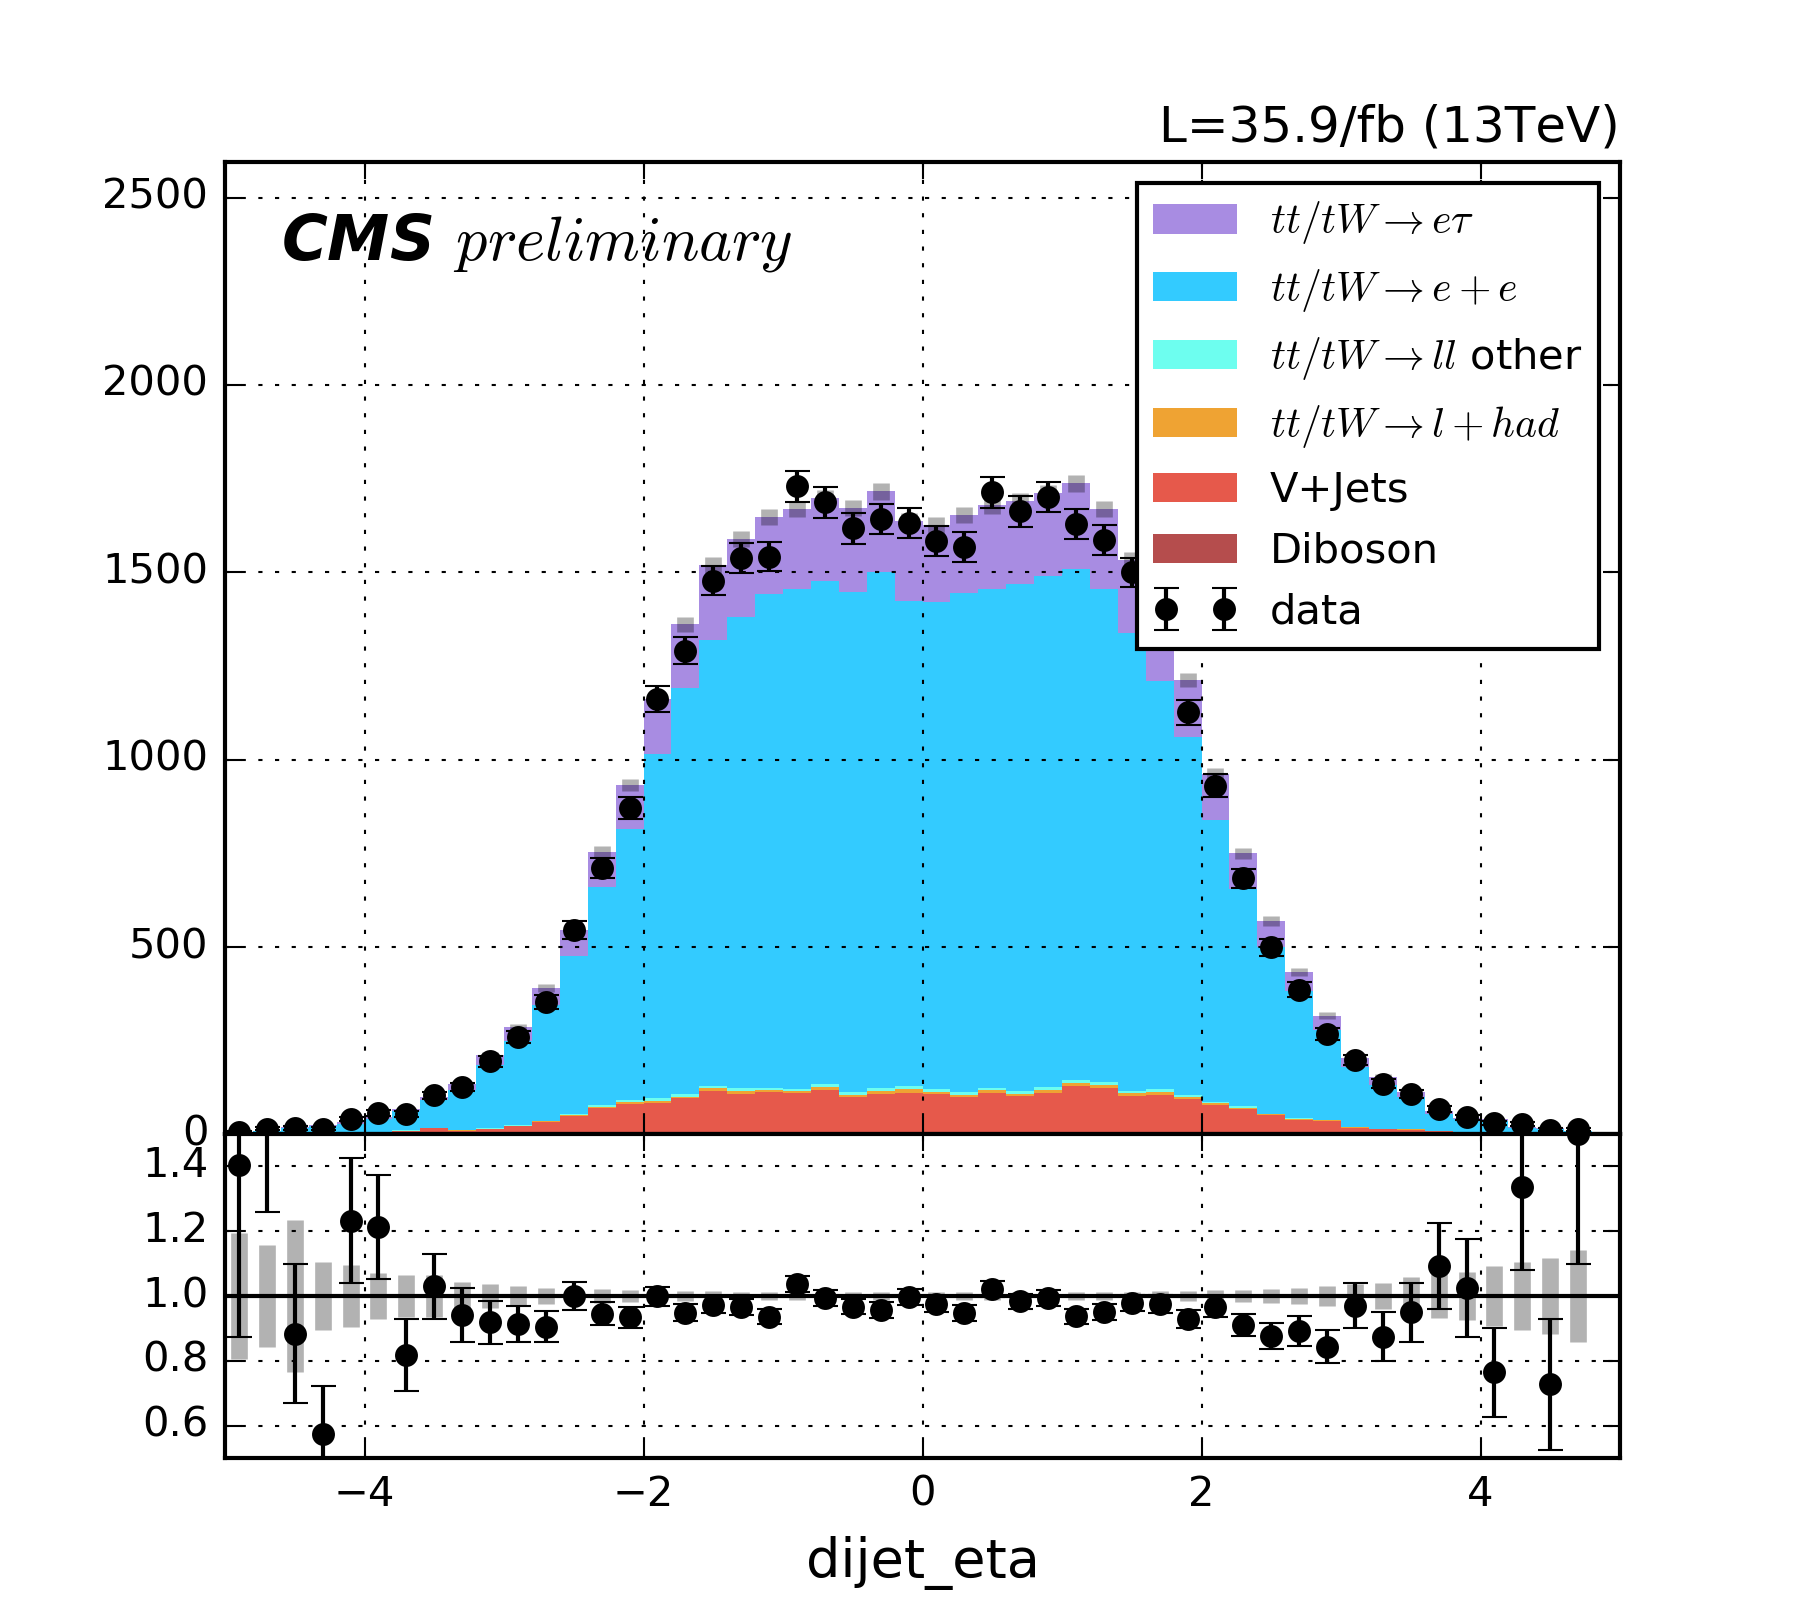 L=35.9/fb (13TeV)
CMS preliminary
tt/tW→eτ
tt/tW→e+e
tt/tW→ll other
tt/tW→l+had
V+Jets
Diboson
data
2500
2000
1500
1000
500
0
1.4
1.2
1.0
0.8
0.6
−4 −2 0 2 4
dijet_eta